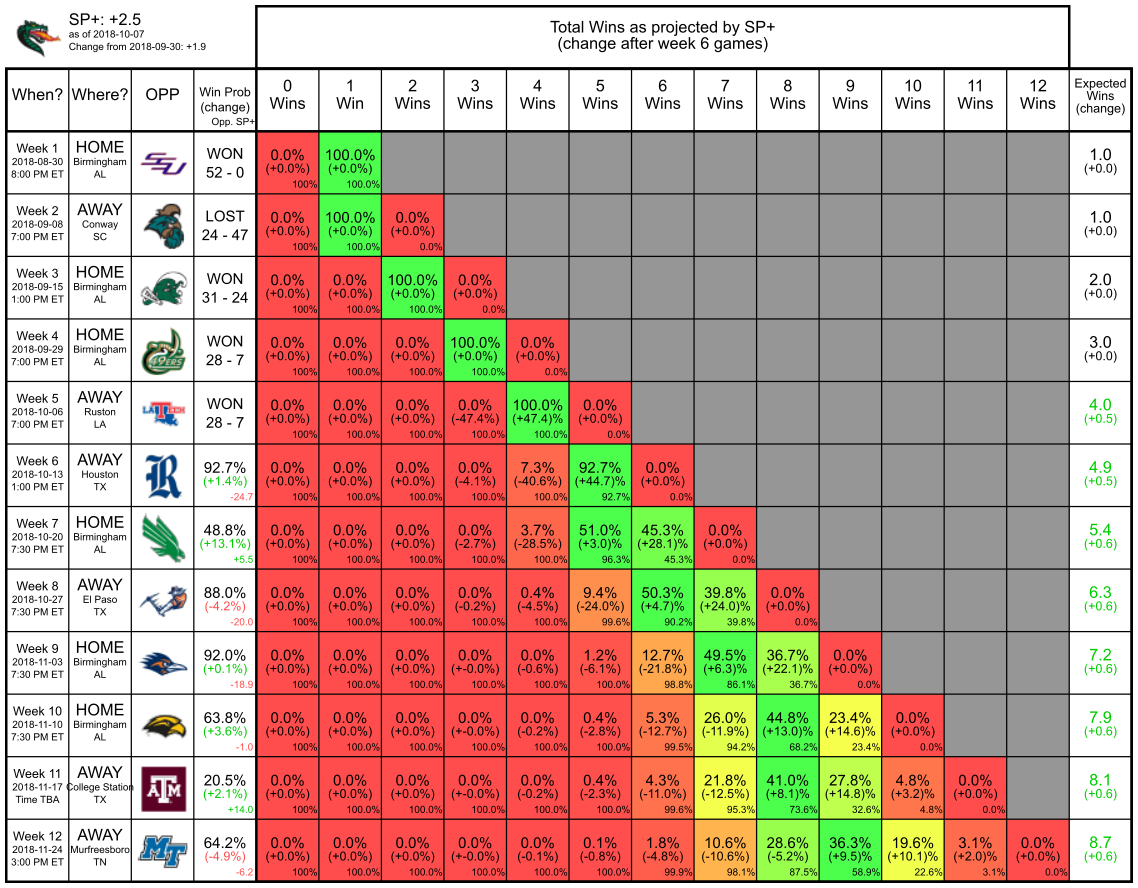 SP+: +2.5
as of 2018-10-07
Change from 2018-09-30: +1.9
Total Wins as projected by SP+
(change after week 6 games)
When? Where? OPP Win Prob (change) Opp. SP+ 0 Wins 1 Win 2 Wins 3 Wins 4 Wins 5 Wins 6 Wins 7 Wins 8 Wins 9 Wins 10 Wins 11 Wins 12 Wins Expected Wins (change)
Week 1 HOME WON 0.0% 100.0% 1.0
2018-08-30 Birmingham 52 - 0 (+0.0%) (+0.0%) (+0.0)
8:00 PM ET AL 100% 100.0%
Week 2 AWAY LOST 0.0% 100.0% 0.0% 1.0
2018-09-08 Conway 24 - 47 (+0.0%) (+0.0%) (+0.0%) (+0.0)
7:00 PM ET SC 100% 100.0% 0.0%
Week 3 HOME WON 0.0% 0.0% 100.0% 0.0% 2.0
2018-09-15 Birmingham 31 - 24 (+0.0%) (+0.0%) (+0.0%) (+0.0%) (+0.0)
1:00 PM ET AL 100% 100.0% 100.0% 0.0%
Week 4 HOME WON 0.0% 0.0% 0.0% 100.0% 0.0% 3.0
2018-09-29 Birmingham 49ERS 28 - 7 (+0.0%) (+0.0%) (+0.0%) (+0.0%) (+0.0%) (+0.0)
7:00 PM ET AL 100% 100.0% 100.0% 100.0% 0.0%
Week 5 AWAY WON 0.0% 0.0% 0.0% 0.0% 100.0% 0.0% 4.0
2018-10-06 Ruston LA TECH 28 - 7 (+0.0%) (+0.0%) (+0.0%) (-47.4%) (+47.4)% (+0.0%) (+0.5)
7:00 PM ET LA 100% 100.0% 100.0% 100.0% 100.0% 0.0%
Week 6 AWAY 92.7% 0.0% 0.0% 0.0% 0.0% 7.3% 92.7% 0.0% 4.9
2018-10-13 Houston R (+1.4%) (+0.0%) (+0.0%) (+0.0%) (-4.1%) (-40.6%) (+44.7)% (+0.0%) (+0.5)
1:00 PM ET TX -24.7 100% 100.0% 100.0% 100.0% 100.0% 92.7% 0.0%
Week 7 HOME 48.8% 0.0% 0.0% 0.0% 0.0% 3.7% 51.0% 45.3% 0.0% 5.4
2018-10-20 Birmingham (+13.1%) (+0.0%) (+0.0%) (+0.0%) (-2.7%) (-28.5%) (+3.0)% (+28.1)% (+0.0%) (+0.6)
7:30 PM ET AL +5.5 100% 100.0% 100.0% 100.0% 100.0% 96.3% 45.3% 0.0%
Week 8 AWAY 88.0% 0.0% 0.0% 0.0% 0.0% 0.4% 9.4% 50.3% 39.8% 0.0% 6.3
2018-10-27 El Paso (-4.2%) (+0.0%) (+0.0%) (+0.0%) (-0.2%) (-4.5%) (-24.0%) (+4.7)% (+24.0)% (+0.0%) (+0.6)
7:30 PM ET TX -20.0 100% 100.0% 100.0% 100.0% 100.0% 99.6% 90.2% 39.8% 0.0%
Week 9 HOME 92.0% 0.0% 0.0% 0.0% 0.0% 0.0% 1.2% 12.7% 49.5% 36.7% 0.0% 7.2
2018-11-03 Birmingham (+0.1%) (+0.0%) (+0.0%) (+0.0%) (+-0.0%) (-0.6%) (-6.1%) (-21.8%) (+6.3)% (+22.1)% (+0.0%) (+0.6)
7:30 PM ET AL -18.9 100% 100.0% 100.0% 100.0% 100.0% 100.0% 98.8% 86.1% 36.7% 0.0%
Week 10 HOME 63.8% 0.0% 0.0% 0.0% 0.0% 0.0% 0.4% 5.3% 26.0% 44.8% 23.4% 0.0% 7.9
2018-11-10 Birmingham (+3.6%) (+0.0%) (+0.0%) (+0.0%) (+-0.0%) (-0.2%) (-2.8%) (-12.7%) (-11.9%) (+13.0)% (+14.6)% (+0.0%) (+0.6)
7:30 PM ET AL -1.0 100% 100.0% 100.0% 100.0% 100.0% 100.0% 99.5% 94.2% 68.2% 23.4% 0.0%
Week 11 AWAY 20.5% 0.0% 0.0% 0.0% 0.0% 0.0% 0.4% 4.3% 21.8% 41.0% 27.8% 4.8% 0.0% 8.1
2018-11-17 College Station ATM (+2.1%) (+0.0%) (+0.0%) (+0.0%) (+-0.0%) (-0.2%) (-2.3%) (-11.0%) (-12.5%) (+8.1)% (+14.8)% (+3.2)% (+0.0%) (+0.6)
Time TBA TX +14.0 100% 100.0% 100.0% 100.0% 100.0% 100.0% 99.6% 95.3% 73.6% 32.6% 4.8% 0.0%
Week 12 AWAY 64.2% 0.0% 0.0% 0.0% 0.0% 0.0% 0.1% 1.8% 10.6% 28.6% 36.3% 19.6% 3.1% 0.0% 8.7
2018-11-24 Murfreesboro MT (-4.9%) (+0.0%) (+0.0%) (+0.0%) (+-0.0%) (-0.1%) (-0.8%) (-4.8%) (-10.6%) (-5.2%) (+9.5)% (+10.1)% (+2.0)% (+0.0%) (+0.6)
3:00 PM ET TN -6.2 100% 100.0% 100.0% 100.0% 100.0% 100.0% 99.9% 98.1% 87.5% 58.9% 22.6% 3.1% 0.0%